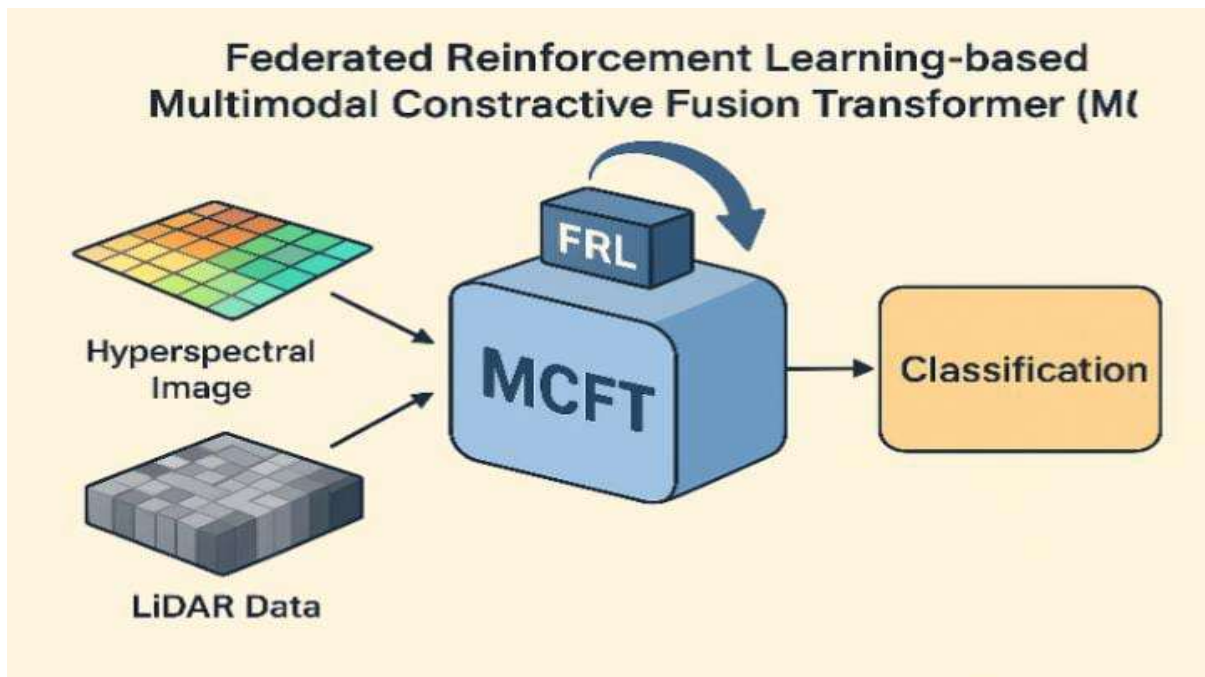 Federated Reinforcement Learning-based
Multimodal Constractive Fusion Transformer (M(
FRL
MCFT
Hyperspectral
Image
LiDAR Data
Classification